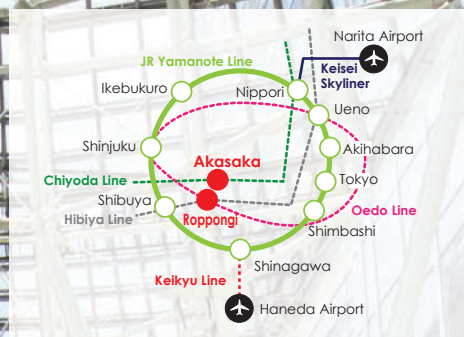 Narita Airport
JR Yamanote Line
Keisei
Skyliner
Ikebukuro
Nippori
Ueno
Shinjuku
Akihabara
Akasaka
Chiyoda Line
Tokyo
Shibuya
Oedo Line
Hibiya Line
Roppongi
Shimbashi
Shinagawa
Keikyu Line
Haneda Airport